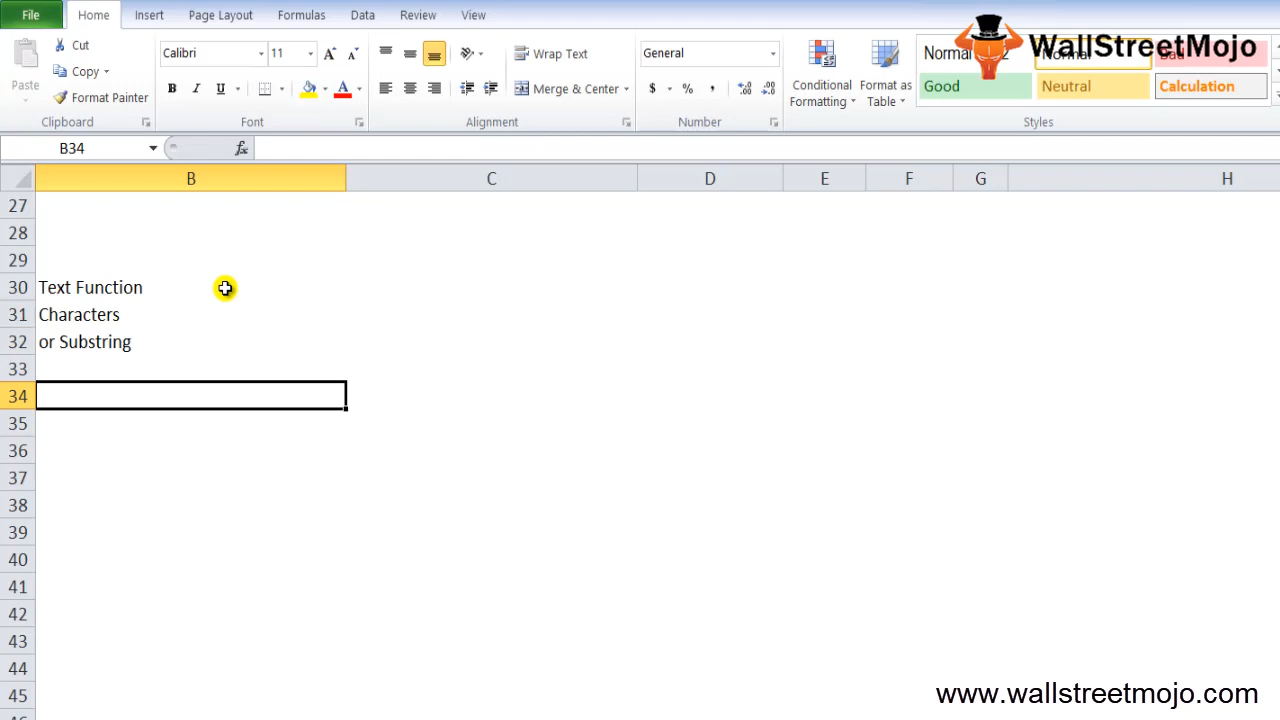 File Home Insert Page Layout Formulas Data Review View
WallStreetMojo
Paste
Cut
Copy
Format Painter
Clipboard
Calibri 11
B I U A
Font
Wrap Text
Merge & Center
Alignment
General
$ % ,
Number
Conditional
Formatting
Format as
Table
Normal 2 Normal Bad
Good Neutral Calculation
Styles
B34 fx
B C D E F G H
27
28
29
30 Text Function
31 Characters
32 or Substring
33
34
35
36
37
38
39
40
41
42
43
44
45
www.wallstreetmojo.com